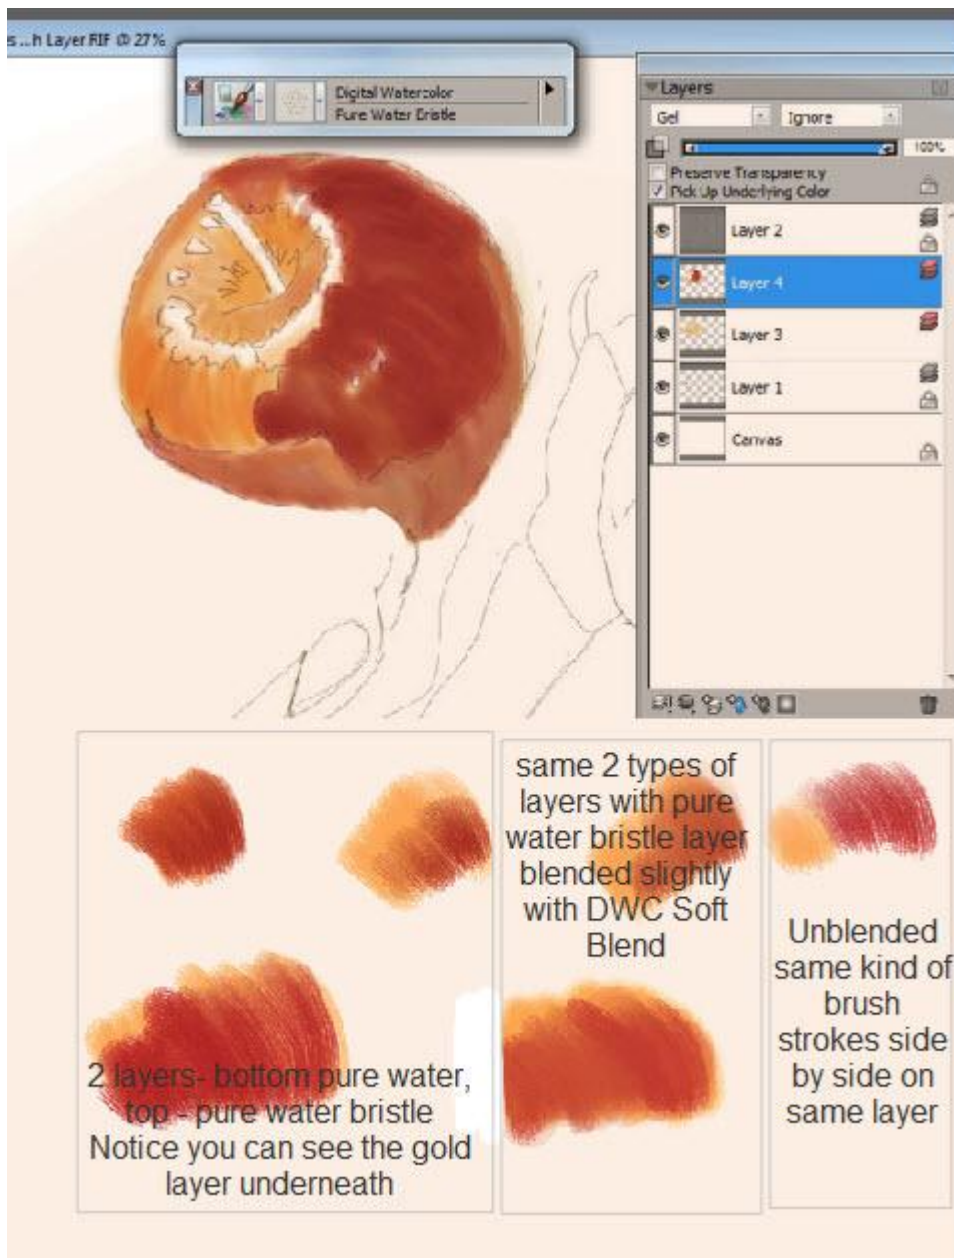 s ...h Layer.RIF @ 27%
Digital Watercolor
Pure Water Bristle
Layers
Gel
Ignore
100%
Preserve Transparency
Pick Up Underlying Color
Layer 2
Layer 4
Layer 3
Layer 1
Canvas
2 layers- bottom pure water,
top - pure water bristle
Notice you can see the gold
layer underneath
same 2 types of
layers with pure
water bristle layer
blended slightly
with DWC Soft
Blend
Unblended
same kind of
brush
strokes side
by side on
same layer